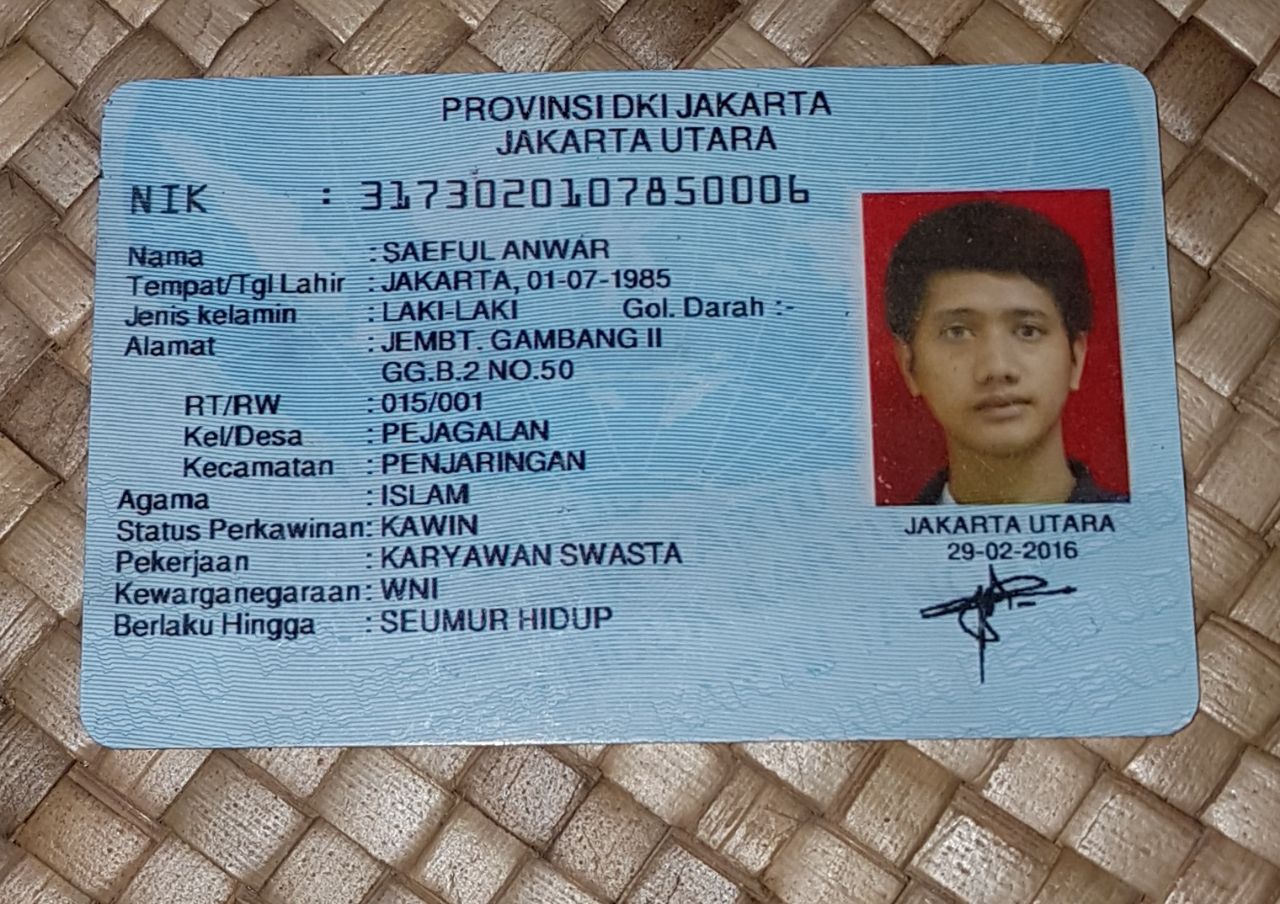 PROVINSI DKI JAKARTA
JAKARTA UTARA
NIK : 3173020107850006
Nama : SAEFUL ANWAR
Tempat/Tgl Lahir : JAKARTA, 01-07-1985
Jenis kelamin : LAKI-LAKI Gol. Darah :-
Alamat : JEMBT. GAMBANG II
GG.B.2 NO.50
RT/RW : 015/001
Kel/Desa : PEJAGALAN
Kecamatan : PENJARINGAN
Agama : ISLAM
Status Perkawinan: KAWIN
Pekerjaan : KARYAWAN SWASTA
Kewarganegaraan: WNI
Berlaku Hingga : SEUMUR HIDUP
JAKARTA UTARA
29-02-2016